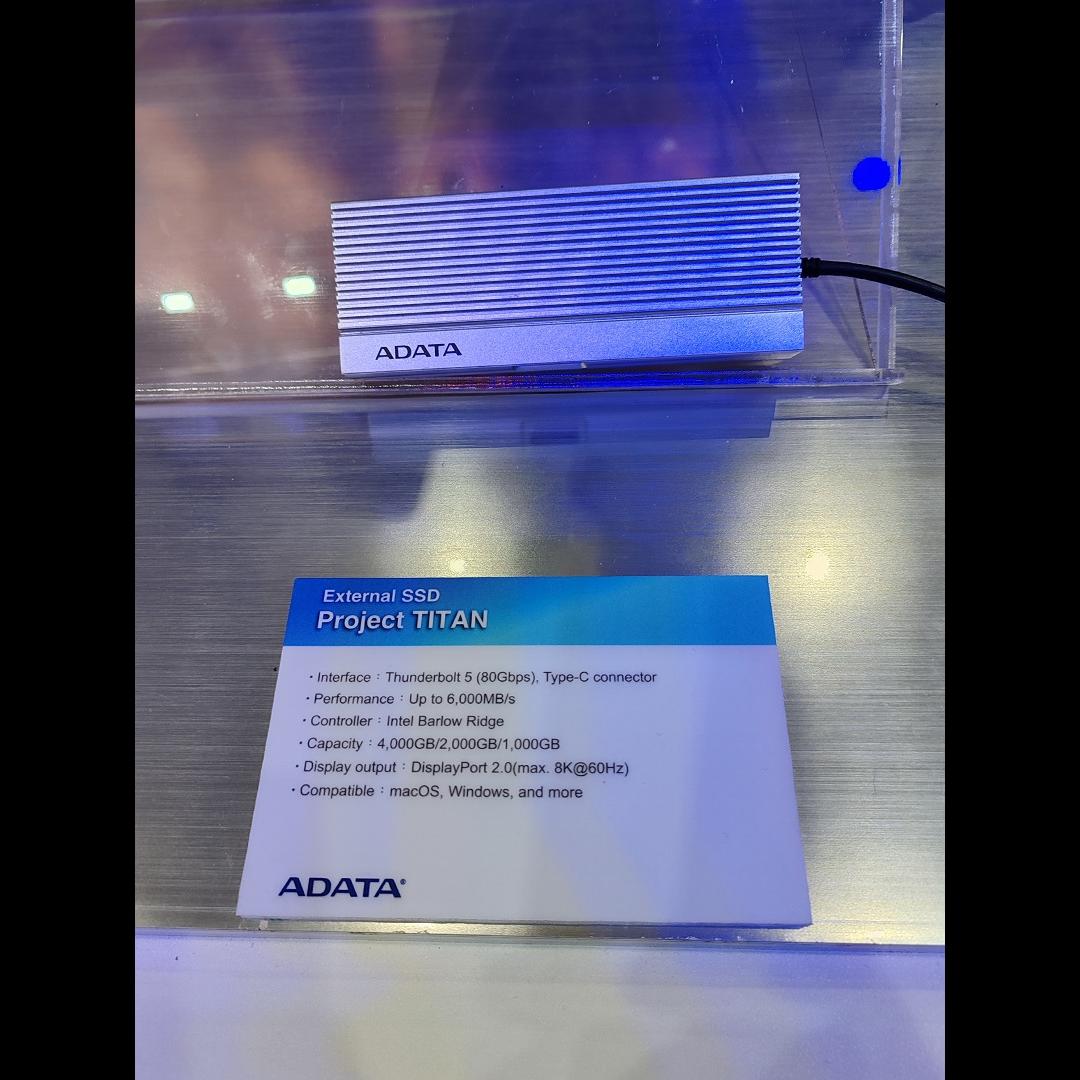 ADATA
External SSD
Project TITAN
・Interface：Thunderbolt 5 (80Gbps), Type-C connector
・Performance：Up to 6,000MB/s
・Controller：Intel Barlow Ridge
・Capacity：4,000GB/2,000GB/1,000GB
・Display output：DisplayPort 2.0(max. 8K@60Hz)
・Compatible：macOS, Windows, and more
ADATA®